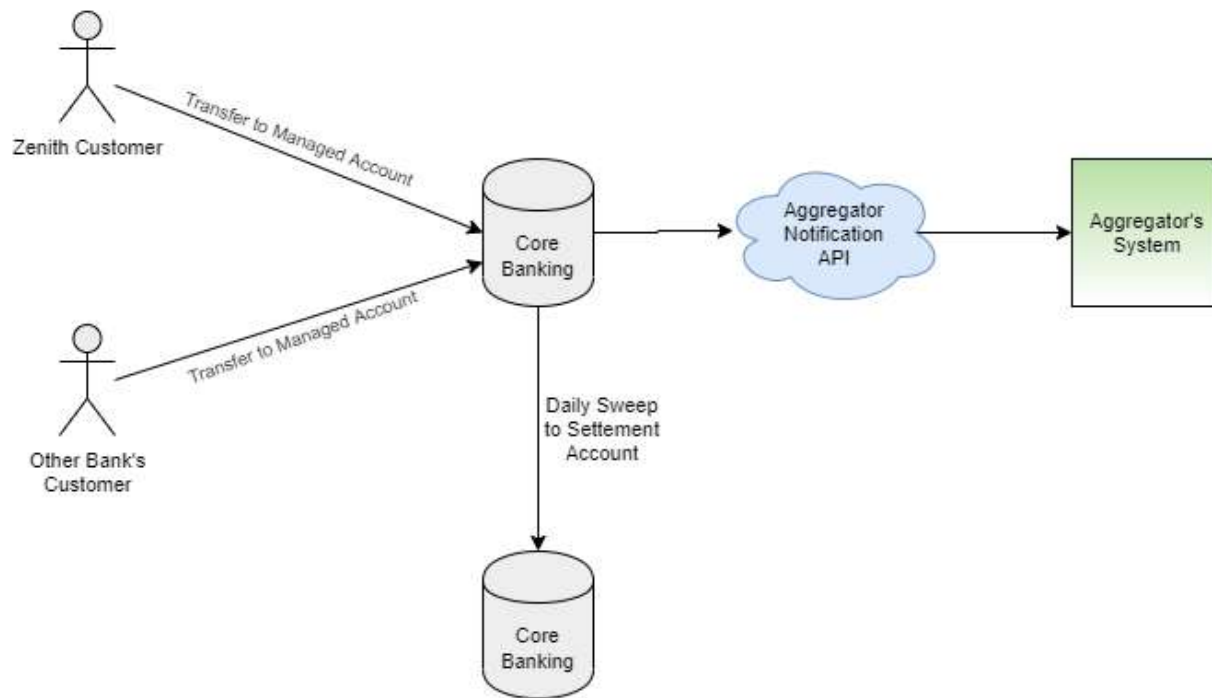 Transfer to Managed Account
Zenith Customer
Core
Banking
Aggregator
Notification
API
Aggregator's
System
Transfer to Managed Account
Other Bank's
Customer
Daily Sweep
to Settement
Account
Core
Banking